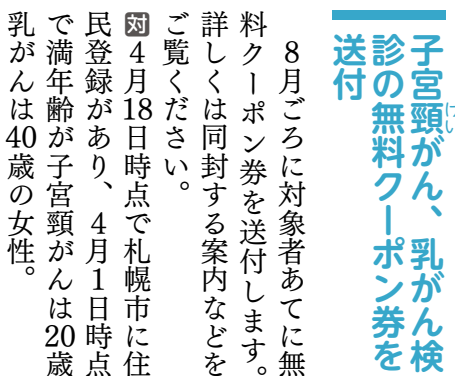 子宮頸がん、乳がん検
診の無料クーポン券を
送付
けい
　8月ごろに対象者あてに無
料クーポン券を送付します。
詳しくは同封する案内などを
ご覧ください。
対4月18日時点で札幌市に住
民登録があり、4月1日時点
で満年齢が子宮頸がんは20歳
乳がんは40歳の女性。